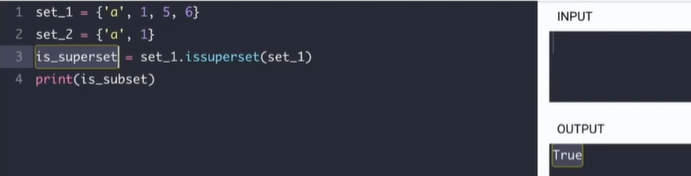 1 set_1 = {'a', 1, 5, 6}
2 set_2 = {'a', 1}
3 is_superset = set_1.issuperset(set_1)
4 print(is_subset)
INPUT
OUTPUT
True